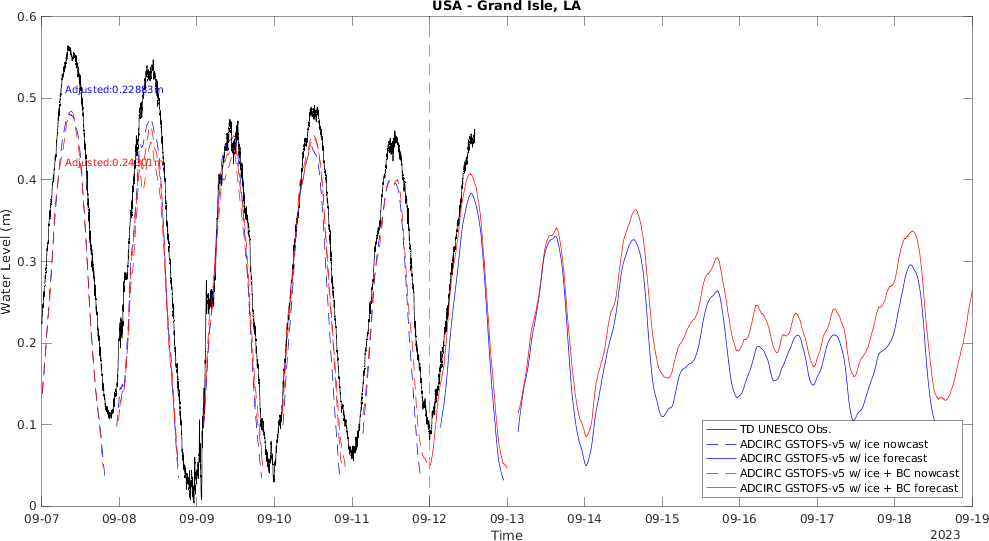 USA - Grand Isle, LA
0.6
0.5
0.4
0.3
0.2
0.1
0
Water Level (m)
Adjusted:0.22883m
Adjusted:0.24301m
TD UNESCO Obs.
ADCIRC GSTOFS-v5 w/ ice nowcast
ADCIRC GSTOFS-v5 w/ ice forecast
ADCIRC GSTOFS-v5 w/ ice + BC nowcast
ADCIRC GSTOFS-v5 w/ ice + BC forecast
09-07 09-08 09-09 09-10 09-11 09-12 09-13 09-14 09-15 09-16 09-17 09-18 09-19
Time
2023